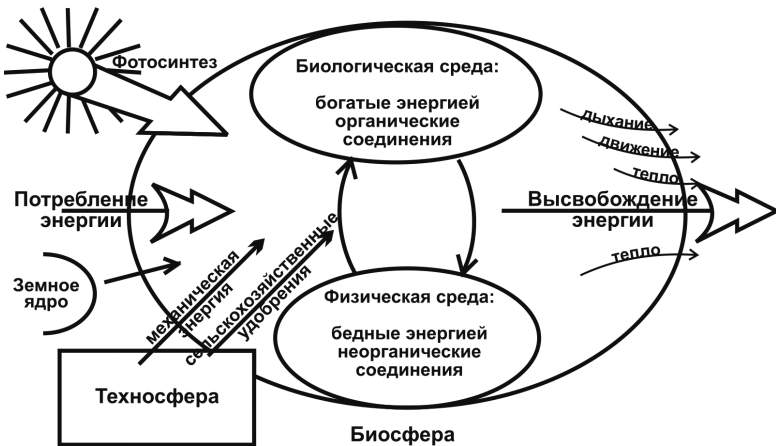 Фотосинтез
Биологическая среда:
богатые энергией
органические
соединения
дыхание
движение
тепло
Потребление
энергии
Высвобождение
энергии
тепло
Земное
ядро
механическая
энергия
сельскохозяйственные
удобрения
Физическая среда:
бедные энергией
неорганические
соединения
Техносфера
Биосфера